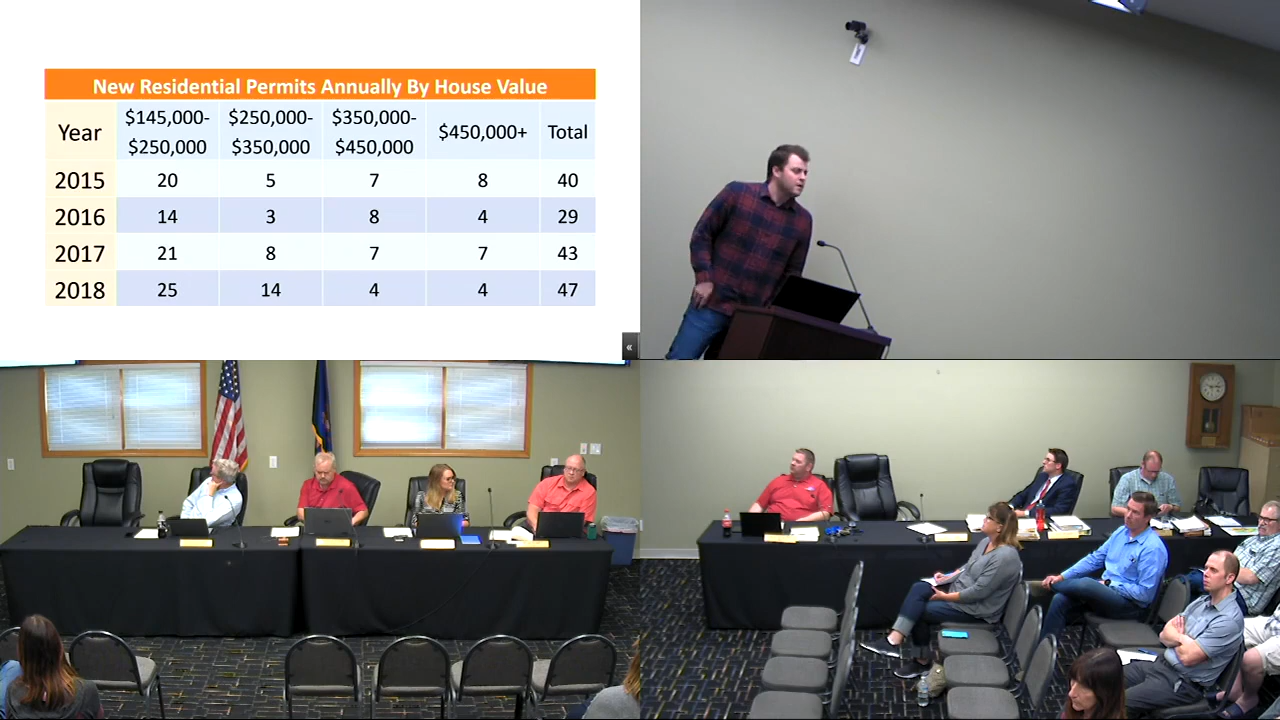 New Residential Permits Annually By House Value
Year $145,000-$250,000 $250,000-$350,000 $350,000-$450,000 $450,000+ Total
2015 20 5 7 8 40
2016 14 3 8 4 29
2017 21 8 7 7 43
2018 25 14 4 4 47
«